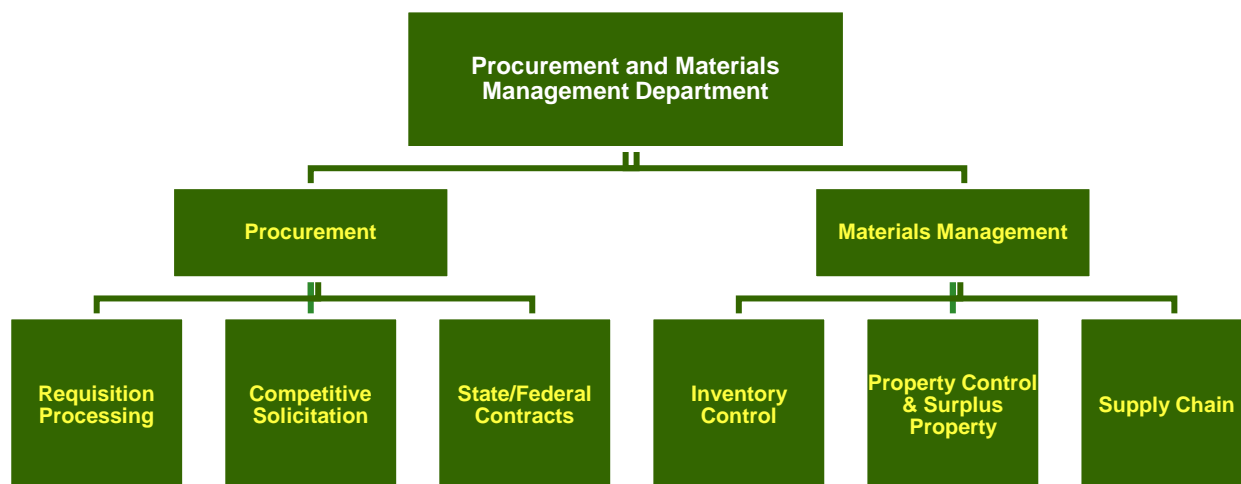 Procurement and Materials
Management Department
Procurement
Materials Management
Requisition
Processing
Competitive
Solicitation
State/Federal
Contracts
Inventory
Control
Property Control
& Surplus
Property
Supply Chain